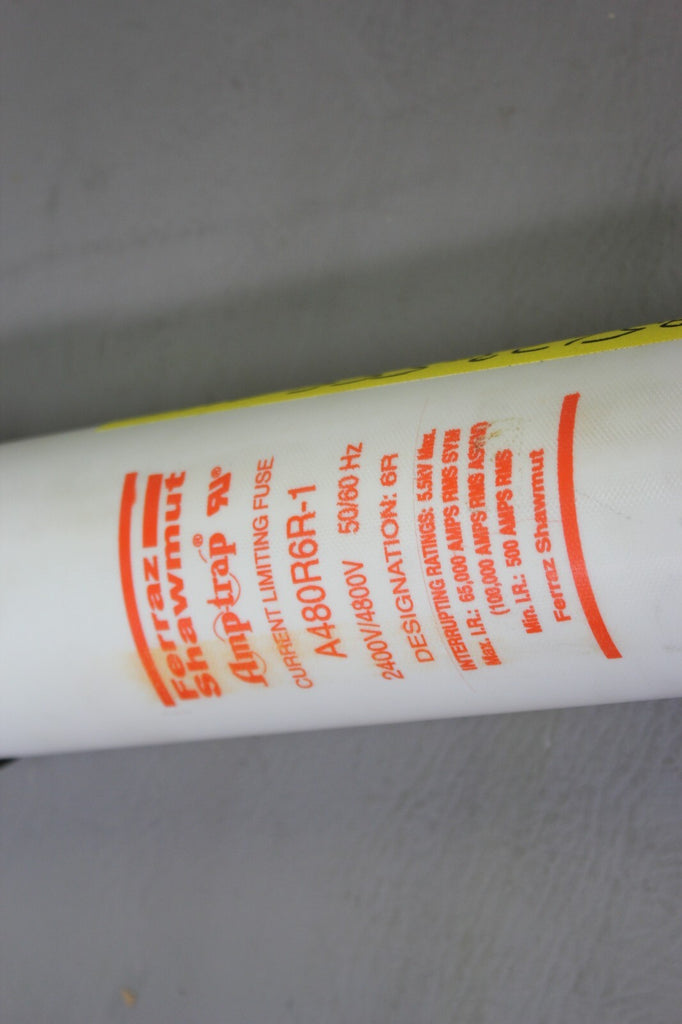 Ferraz
Shawmut
Amp-trap®
CURRENT LIMITING FUSE
A480R6R-1
2400V/4800V 50/60 Hz
DESIGNATION: 6R
INTERRUPTING RATINGS: 5.5KV Max.
Max. I.R.: 65,000 AMPS RMS SYM
(100,000 AMPS RMS ASYM)
Min. I.R.: 500 AMPS RMS
Ferraz Shawmut